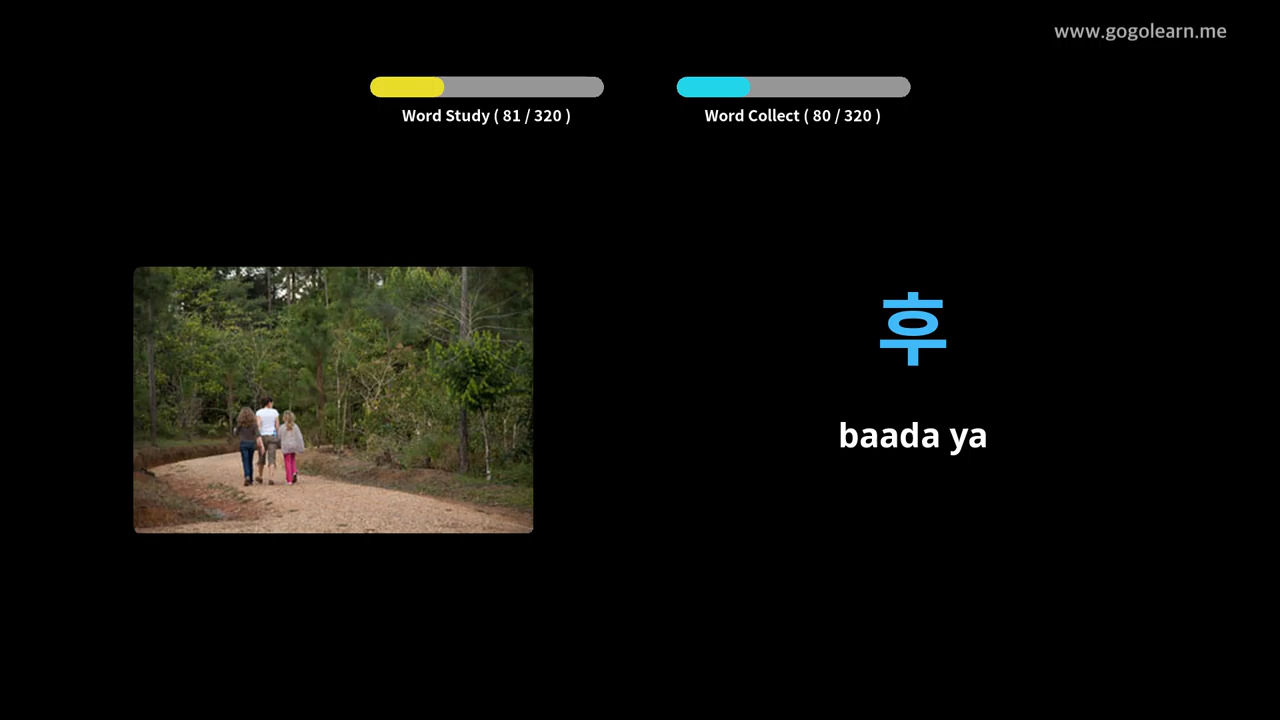 www.gogolearn.me
Word Study ( 81 / 320 )
Word Collect ( 80 / 320 )
후
baada ya